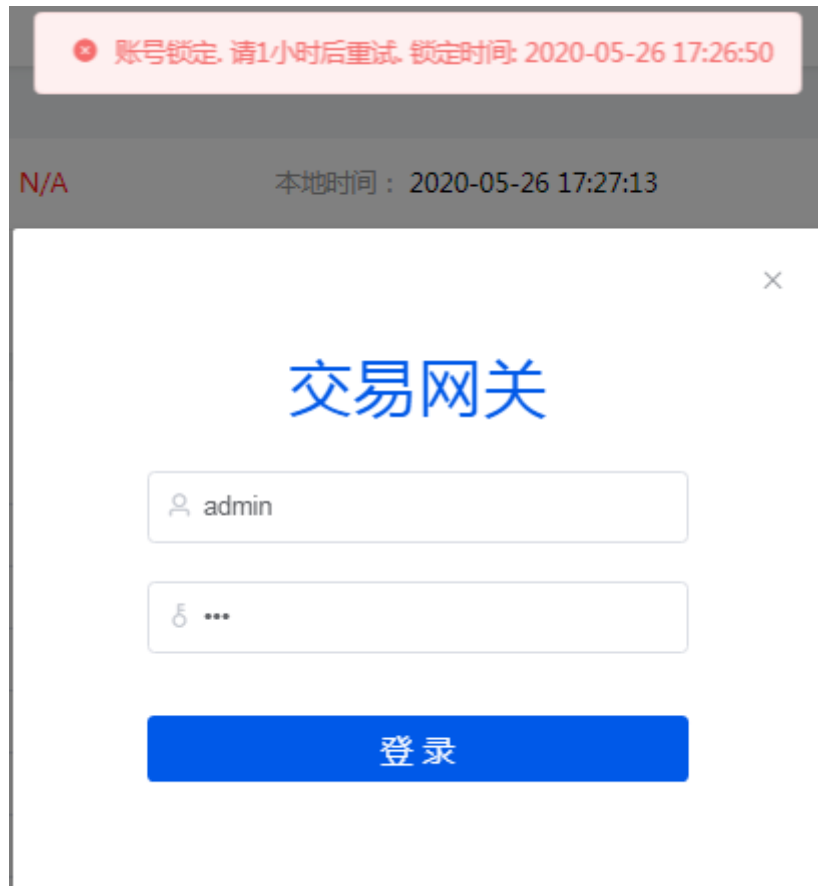 账号锁定. 请1小时后重试. 锁定时间: 2020-05-26 17:26:50
N/A 本地时间： 2020-05-26 17:27:13
交易网关
admin
•••
登录